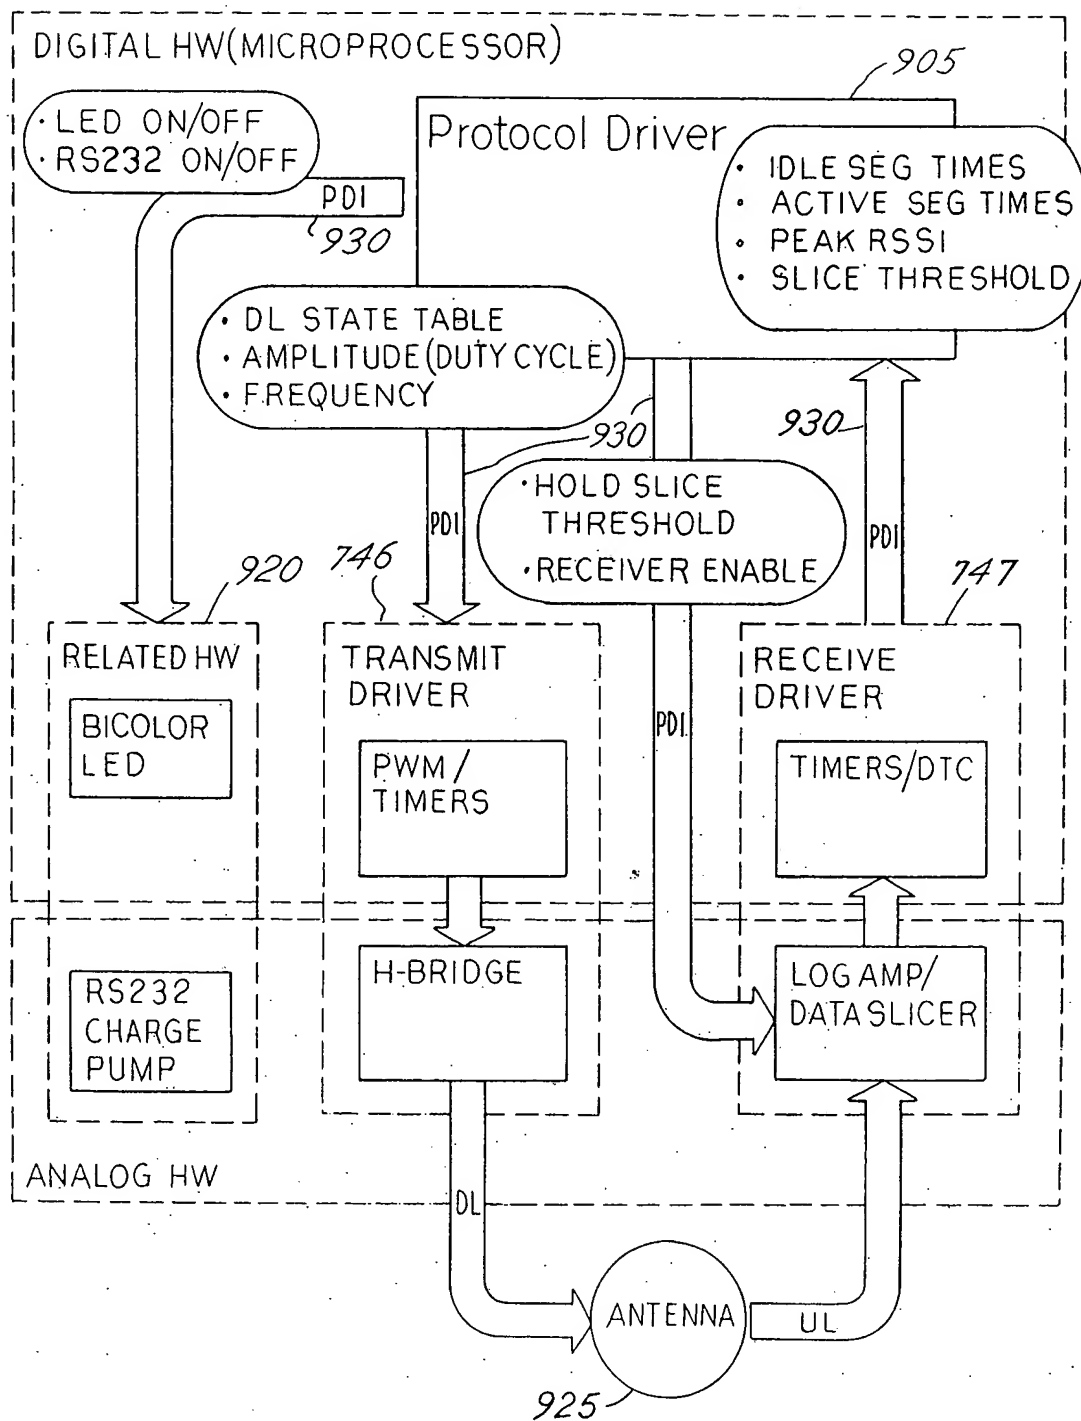 DIGITAL HW(MICROPROCESSOR)
905
• LED ON/OFF
• RS232 ON/OFF
Protocol Driver
• IDLE SEG TIMES
• ACTIVE SEG TIMES
• PEAK RSSI
• SLICE THRESHOLD
PDI
930
• DL STATE TABLE
• AMPLITUDE(DUTY CYCLE)
• FREQUENCY
930
930
• HOLD SLICE
THRESHOLD
• RECEIVER ENABLE
PDI
PDI
920
746
747
RELATED HW
TRANSMIT
DRIVER
RECEIVE
DRIVER
PDI
BICOLOR
LED
PWM/
TIMERS
TIMERS/DTC
RS232
CHARGE
PUMP
H-BRIDGE
LOG AMP/
DATA SLICER
ANALOG HW
DL
ANTENNA
UL
925